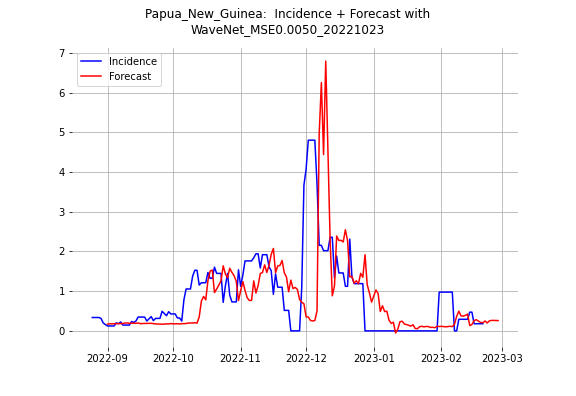 Papua_New_Guinea:  Incidence + Forecast with
WaveNet_MSE0.0050_20221023
Incidence
Forecast
7
6
5
4
3
2
1
0
2022-09 2022-10 2022-11 2022-12 2023-01 2023-02 2023-03